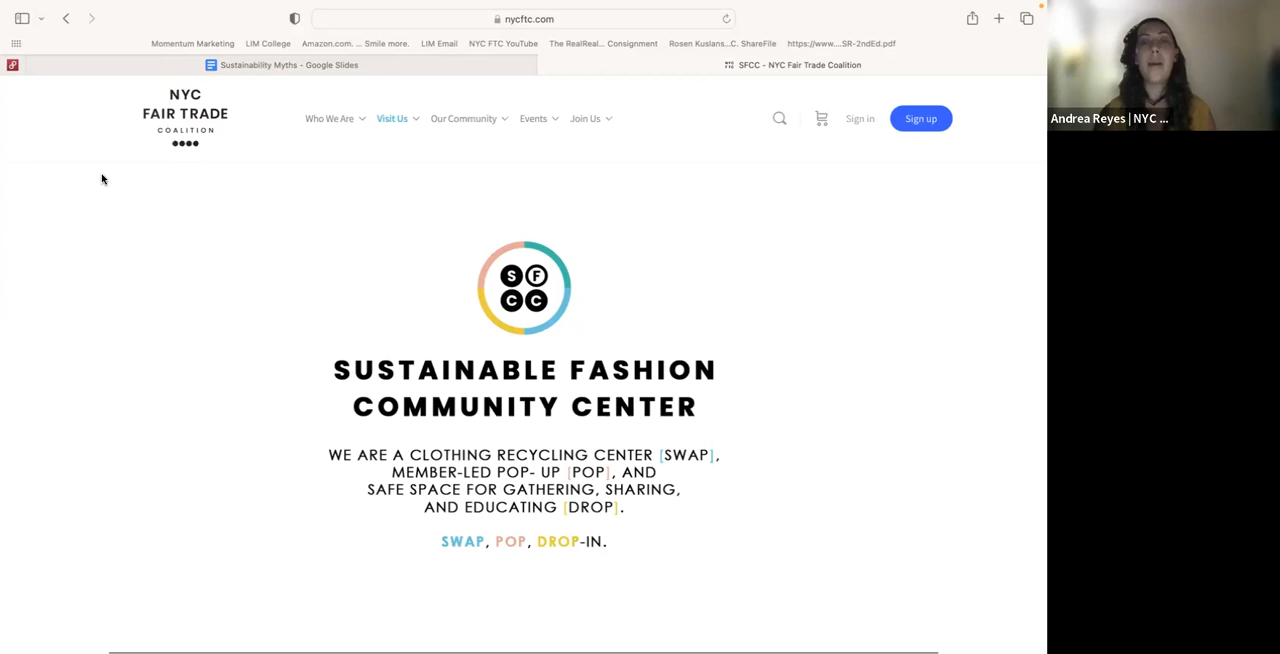 nycftc.com
Momentum Marketing LIM College Amazon.com. ... Smile more. LIM Email NYC FTC YouTube The RealReal... Consignment Rosen Kuslans...C. ShareFile https://www....SR-2ndEd.pdf
Sustainability Myths - Google Slides SFCC - NYC Fair Trade Coalition
NYC
FAIR TRADE
COALITION
Who We Are Visit Us Our Community Events Join Us Sign in Sign up
Andrea Reyes | NYC ...
S F
C C
SUSTAINABLE FASHION
COMMUNITY CENTER
WE ARE A CLOTHING RECYCLING CENTER [SWAP],
MEMBER-LED POP- UP [POP], AND
SAFE SPACE FOR GATHERING, SHARING,
AND EDUCATING [DROP].
SWAP, POP, DROP-IN.